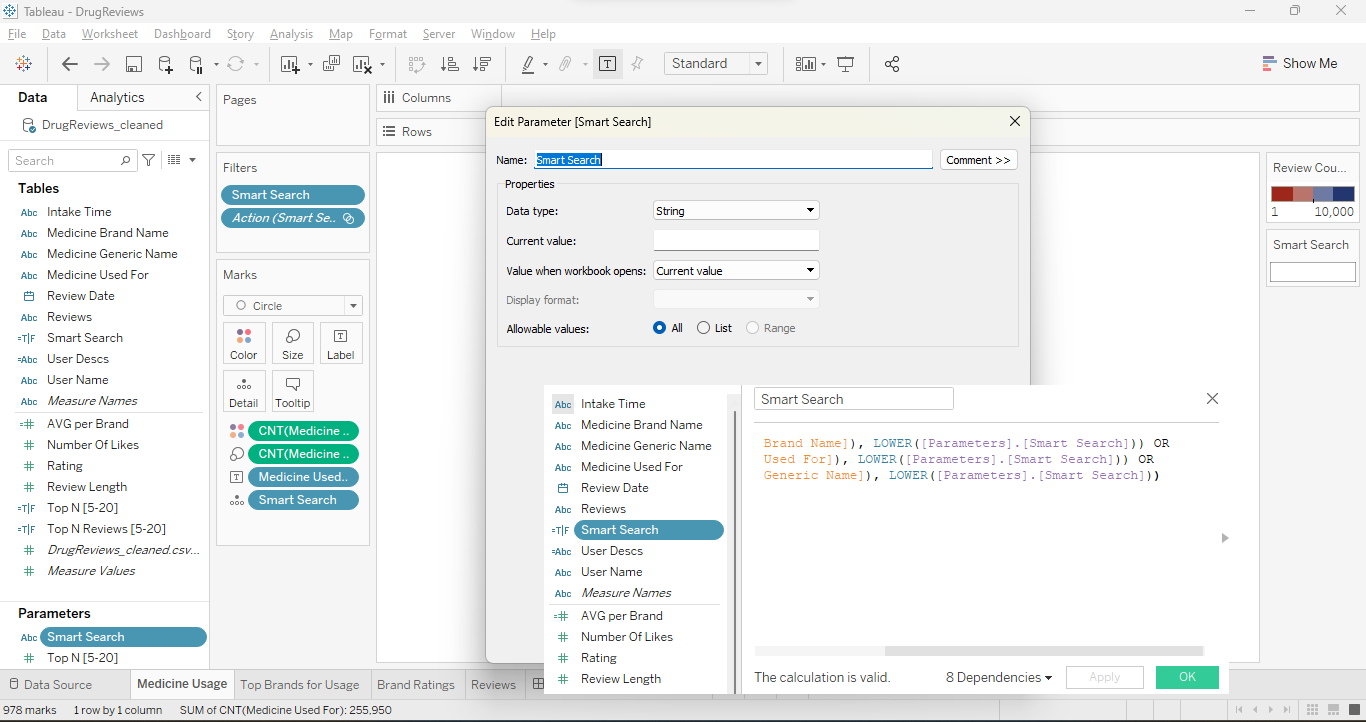 Tableau - DrugReviews
File Data Worksheet Dashboard Story Analysis Map Format Server Window Help
Standard
Show Me
Data Analytics
DrugReviews_cleaned
Search
Tables
Abc Intake Time
Abc Medicine Brand Name
Abc Medicine Generic Name
Abc Medicine Used For
Review Date
Abc Reviews
=T|F Smart Search
=Abc User Descs
Abc User Name
Abc Measure Names
=# AVG per Brand
# Number Of Likes
# Rating
# Review Length
=T|F Top N [5-20]
=T|F Top N Reviews [5-20]
# DrugReviews_cleaned.csv...
# Measure Values
Parameters
Abc Smart Search
# Top N [5-20]
Pages
Filters
Smart Search
Action (Smart Se..
Marks
Circle
Color Size Label
Detail Tooltip
CNT(Medicine ..
CNT(Medicine ..
Medicine Used..
Smart Search
Columns
Rows
Edit Parameter [Smart Search]
Name: Smart Search Comment >>
Properties
Data type: String
Current value:
Value when workbook opens: Current value
Display format:
Allowable values: All List Range
Abc Intake Time
Abc Medicine Brand Name
Abc Medicine Generic Name
Abc Medicine Used For
Review Date
Abc Reviews
=T|F Smart Search
=Abc User Descs
Abc User Name
Abc Measure Names
=# AVG per Brand
# Number Of Likes
# Rating
# Review Length
Smart Search
Brand Name]), LOWER([Parameters].[Smart Search])) OR
Used For]), LOWER([Parameters].[Smart Search])) OR
Generic Name]), LOWER([Parameters].[Smart Search]))
The calculation is valid. 8 Dependencies Apply OK
Review Cou...
1 10,000
Smart Search
Data Source Medicine Usage Top Brands for Usage Brand Ratings Reviews
978 marks 1 row by 1 column SUM of CNT(Medicine Used For): 255,950